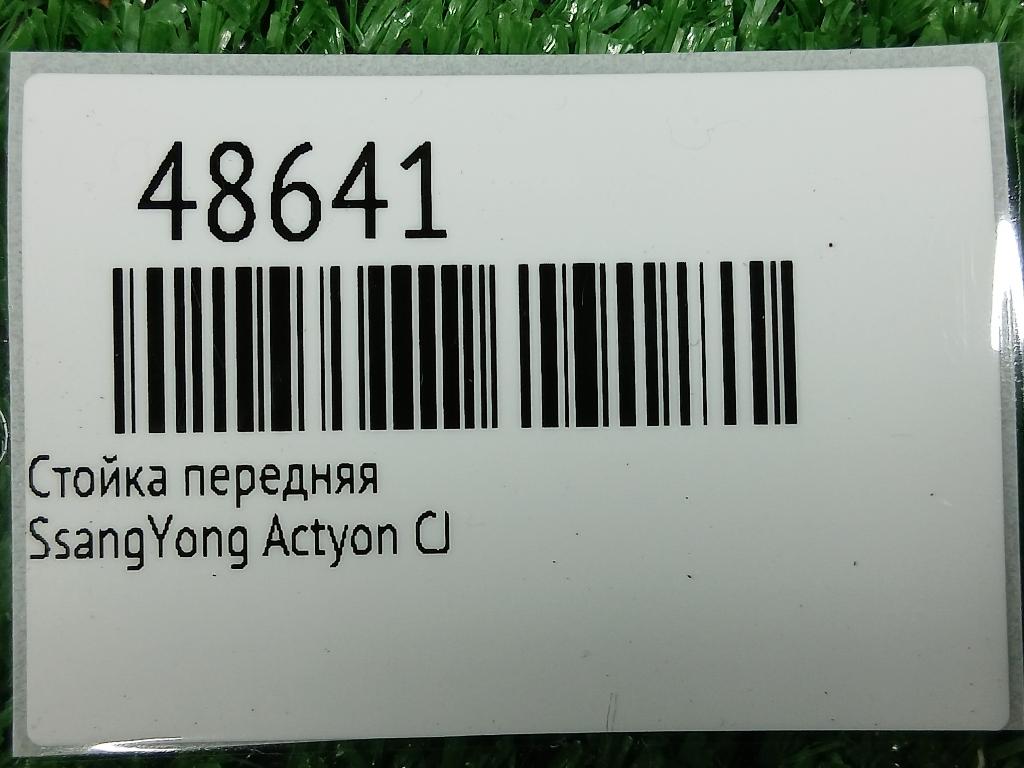 48641
Стойка передняя
SsangYong Actyon CJ